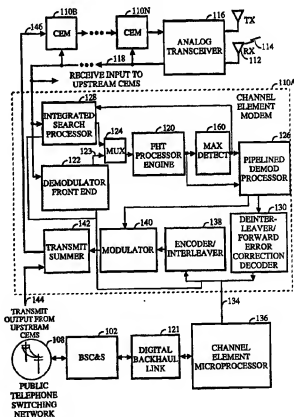 110B
110N
116
146
CEM
CEM
ANALOG
TRANSCEIVER
TX
RX
114
112
118
RECEIVE INPUT TO
UPSTREAM CEMS
110A
128
CHANNEL
ELEMENT
MODEM
INTEGRATED
SEARCH
PROCESSOR
124
MUX
120
FHT
PROCESSOR
ENGINE
160
MAX
DETECT
126
PIPELINED
DEMOD
PROCESSOR
123
122
DEMODULATOR
FRONT END
130
142
140
138
TRANSMIT
SUMMER
MODULATOR
ENCODER/
INTERLEAVER
DEINTER-
LEAVER/FORWARD
ERROR
CORRECTION
DECODER
144
134
TRANSMIT
OUTPUT FROM
UPSTREAM
CEMS
108
102
121
136
BSC&S
DIGITAL
BACKHAUL
LINK
CHANNEL
ELEMENT
MICROPROCESSOR
PUBLIC
TELEPHONE
SWITCHING
NETWORK